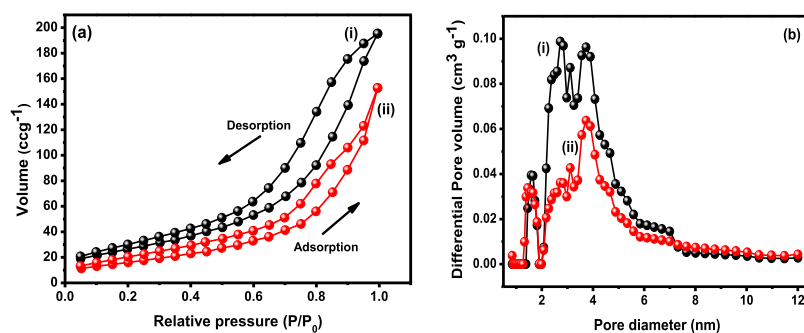 (a)
(i)
(ii)
Desorption
Adsorption
Volume (ccg⁻¹)
200
180
160
140
120
100
80
60
40
20
0
0.0 0.2 0.4 0.6 0.8 1.0
Relative pressure (P/P₀)
(b)
(i)
(ii)
Differential Pore volume (cm³ g⁻¹)
0.10
0.08
0.06
0.04
0.02
0.00
2 4 6 8 10 12
Pore diameter (nm)